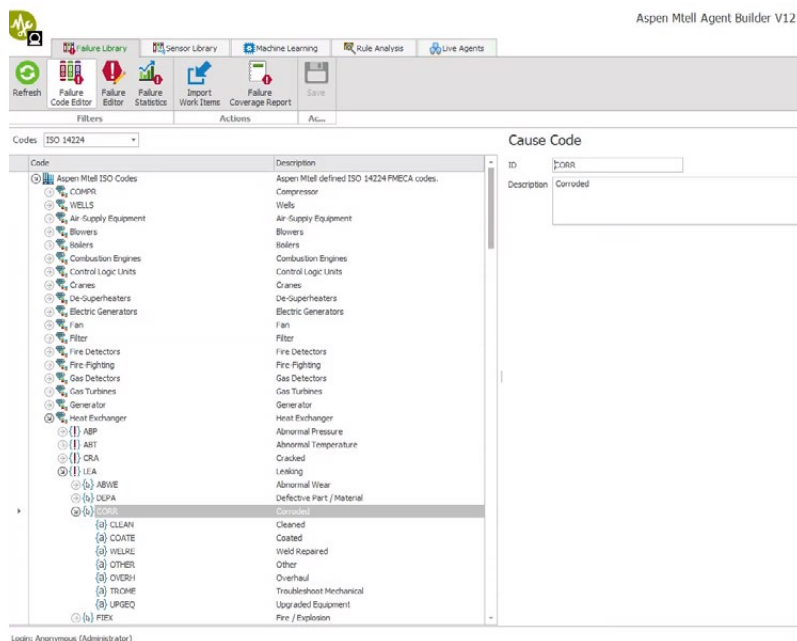 Aspen Mtell Agent Builder V12
Failure Library
Sensor Library
Machine Learning
Rule Analysis
Live Agents
Refresh
Failure Code Editor
Failure Editor
Failure Statistics
Import Work Items
Failure Coverage Report
Save
Filters
Actions
Ac...
Codes ISO 14224
Code Description
Aspen Mtell ISO Codes Aspen Mtell defined ISO 14224 FMECA codes.
COMPR Compressor
WELLS Wells
Air-Supply Equipment Air-Supply Equipment
Blowers Blowers
Boilers Boilers
Combustion Engines Combustion Engines
Control Logic Units Control Logic Units
Cranes Cranes
De-Superheaters De-Superheaters
Electric Generators Electric Generators
Fan Fan
Filter Filter
Fire Detectors Fire Detectors
Fire-Fighting Fire-Fighting
Gas Detectors Gas Detectors
Gas Turbines Gas Turbines
Generator Generator
Heat Exchanger Heat Exchanger
{!} ABP Abnormal Pressure
{!} ABT Abnormal Temperature
{!} CRA Cracked
{!} LEA Leaking
{b} ABWE Abnormal Wear
{b} DEPA Defective Part / Material
{b} CORR Corroded
{a} CLEAN Cleaned
{a} COATE Coated
{a} WELRE Weld Repaired
{a} OTHER Other
{a} OVERH Overhaul
{a} TROME Troubleshoot Mechanical
{a} UPGEQ Upgraded Equipment
{b} FIEX Fire / Explosion
Cause Code
ID CORR
Description Corroded
Login: Anonymous (Administrator)